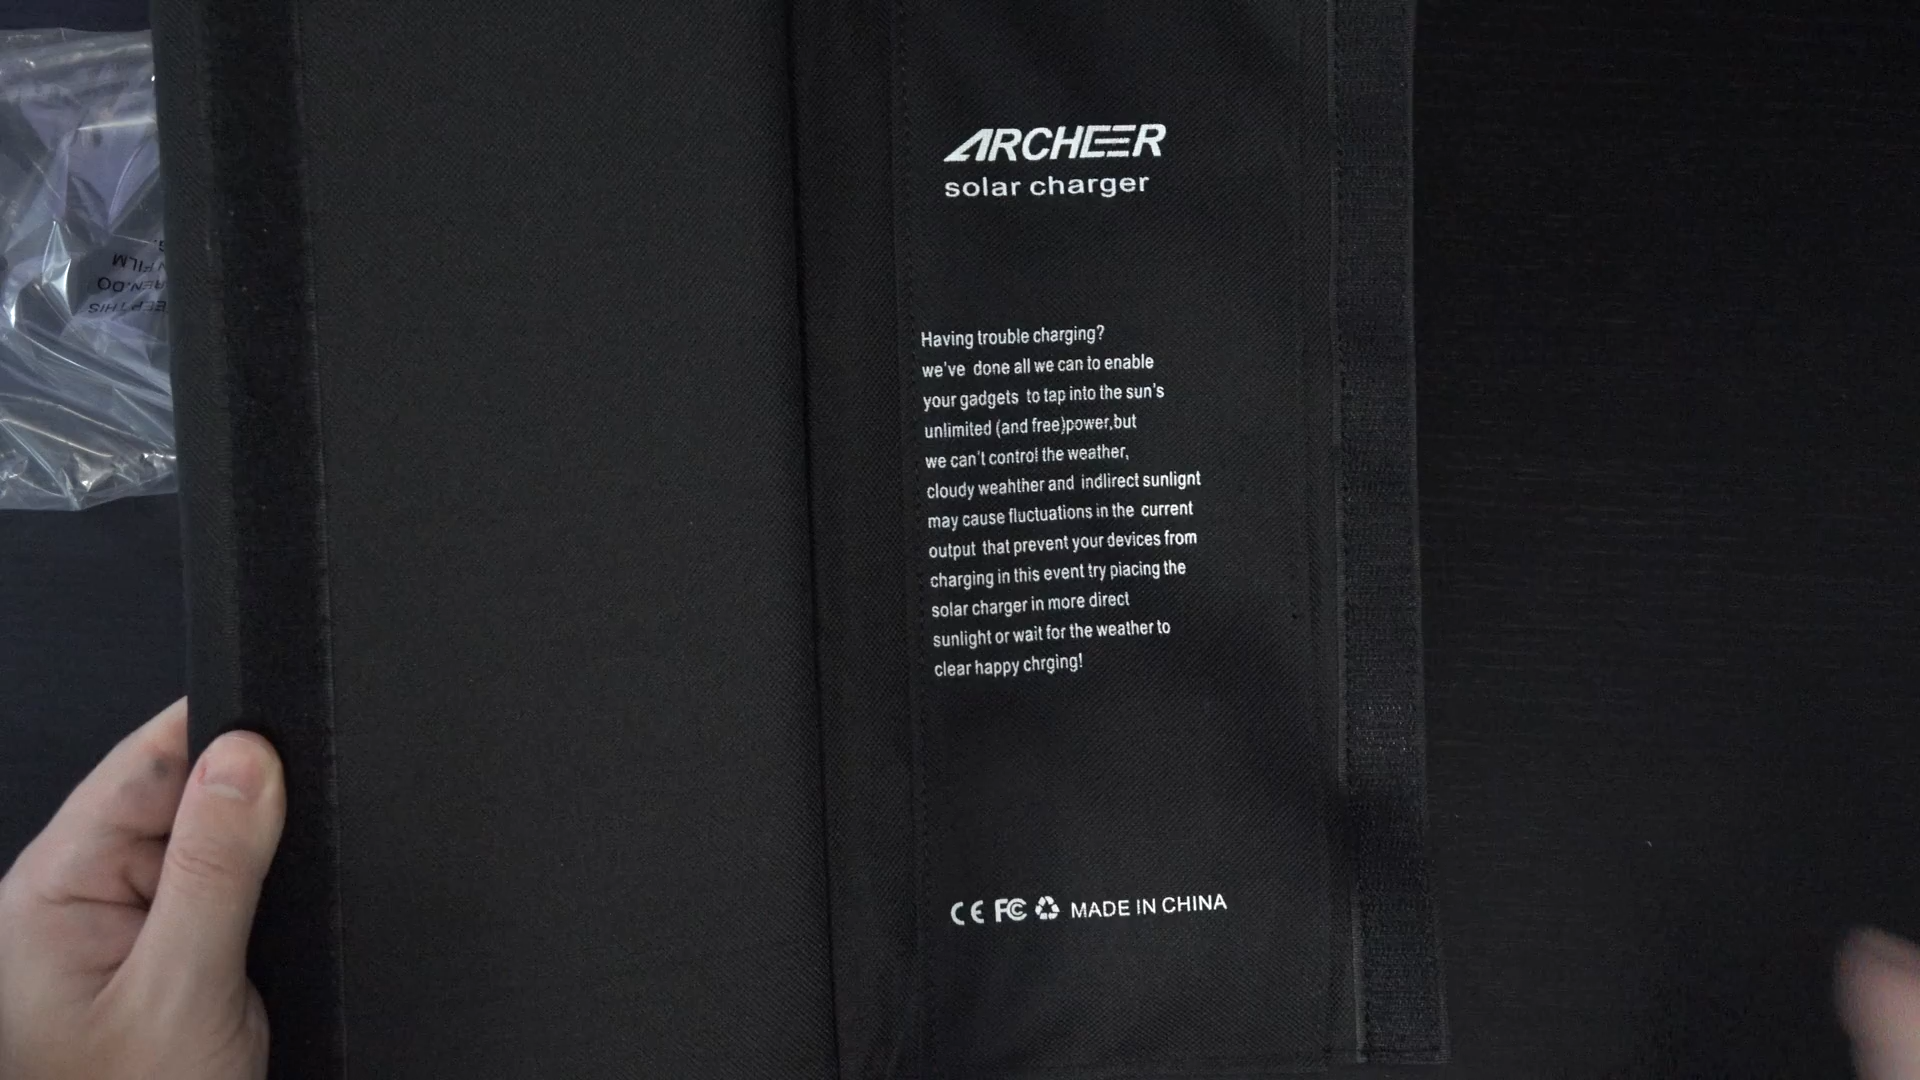 ARCHEER
solar charger
Having trouble charging?
we've done all we can to enable
your gadgets to tap into the sun's
unlimited (and free)power,but
we can't control the weather,
cloudy weahther and indlirect sunlignt
may cause fluctuations in the current
output that prevent your devices from
charging in this event try piacing the
solar charger in more direct
sunlight or wait for the weather to
clear happy chrging!
CE FC MADE IN CHINA
FILM
THIS